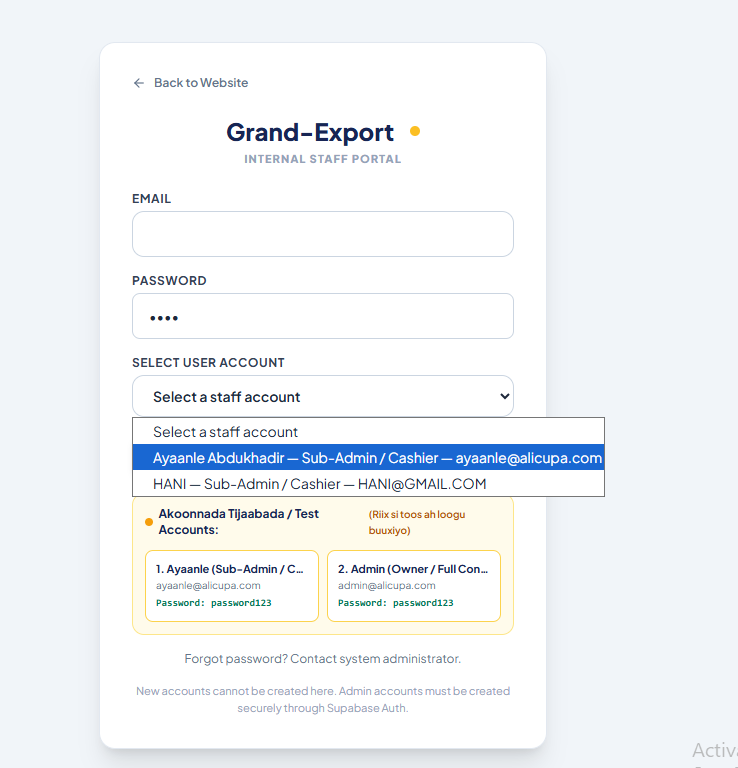 ← Back to Website
Grand-Export
INTERNAL STAFF PORTAL
EMAIL
PASSWORD
••••
SELECT USER ACCOUNT
Select a staff account
Select a staff account
Ayaanle Abdukhadir — Sub-Admin / Cashier — ayaanle@alicupa.com
HANI — Sub-Admin / Cashier — HANI@GMAIL.COM
Akoonnada Tijaabada / Test
Accounts:
(Riix si toos ah loogu
buuxiyo)
1. Ayaanle (Sub-Admin / C...
ayaanle@alicupa.com
Password: password123
2. Admin (Owner / Full Con...
admin@alicupa.com
Password: password123
Forgot password? Contact system administrator.
New accounts cannot be created here. Admin accounts must be created
securely through Supabase Auth.